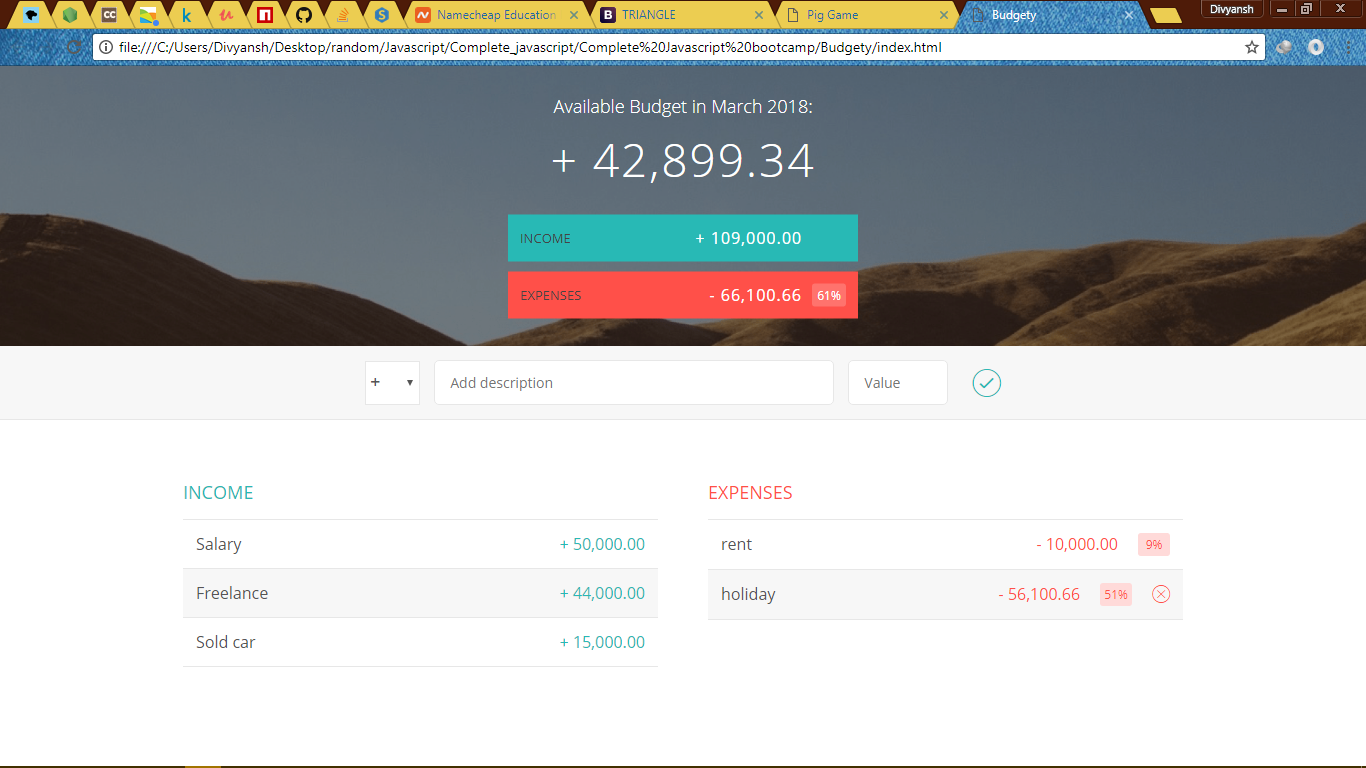 CC
k
Namecheap Education
B TRIANGLE
Pig Game
Budgety
Divyansh
file:///C:/Users/Divyansh/Desktop/random/Javascript/Complete_javascript/Complete%20Javascript%20bootcamp/Budgety/index.html
Available Budget in March 2018:
+ 42,899.34
INCOME + 109,000.00
EXPENSES - 66,100.66 61%
+ Add description Value
INCOME
Salary + 50,000.00
Freelance + 44,000.00
Sold car + 15,000.00
EXPENSES
rent - 10,000.00 9%
holiday - 56,100.66 51%